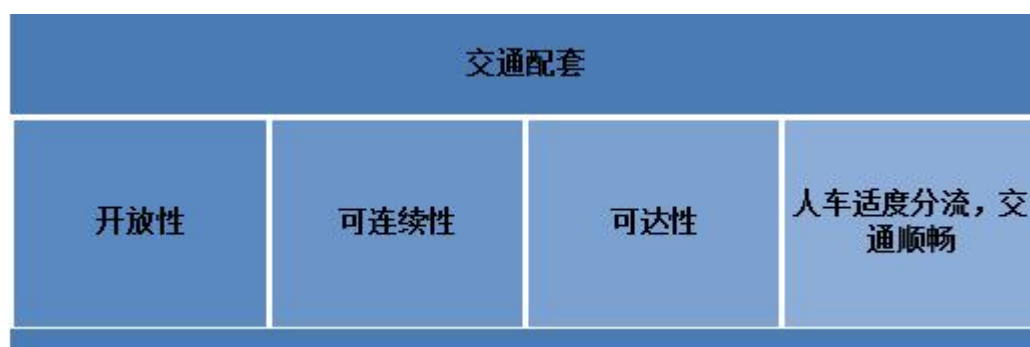 交通配套
开放性
可连续性
可达性
人车适度分流，交
通顺畅